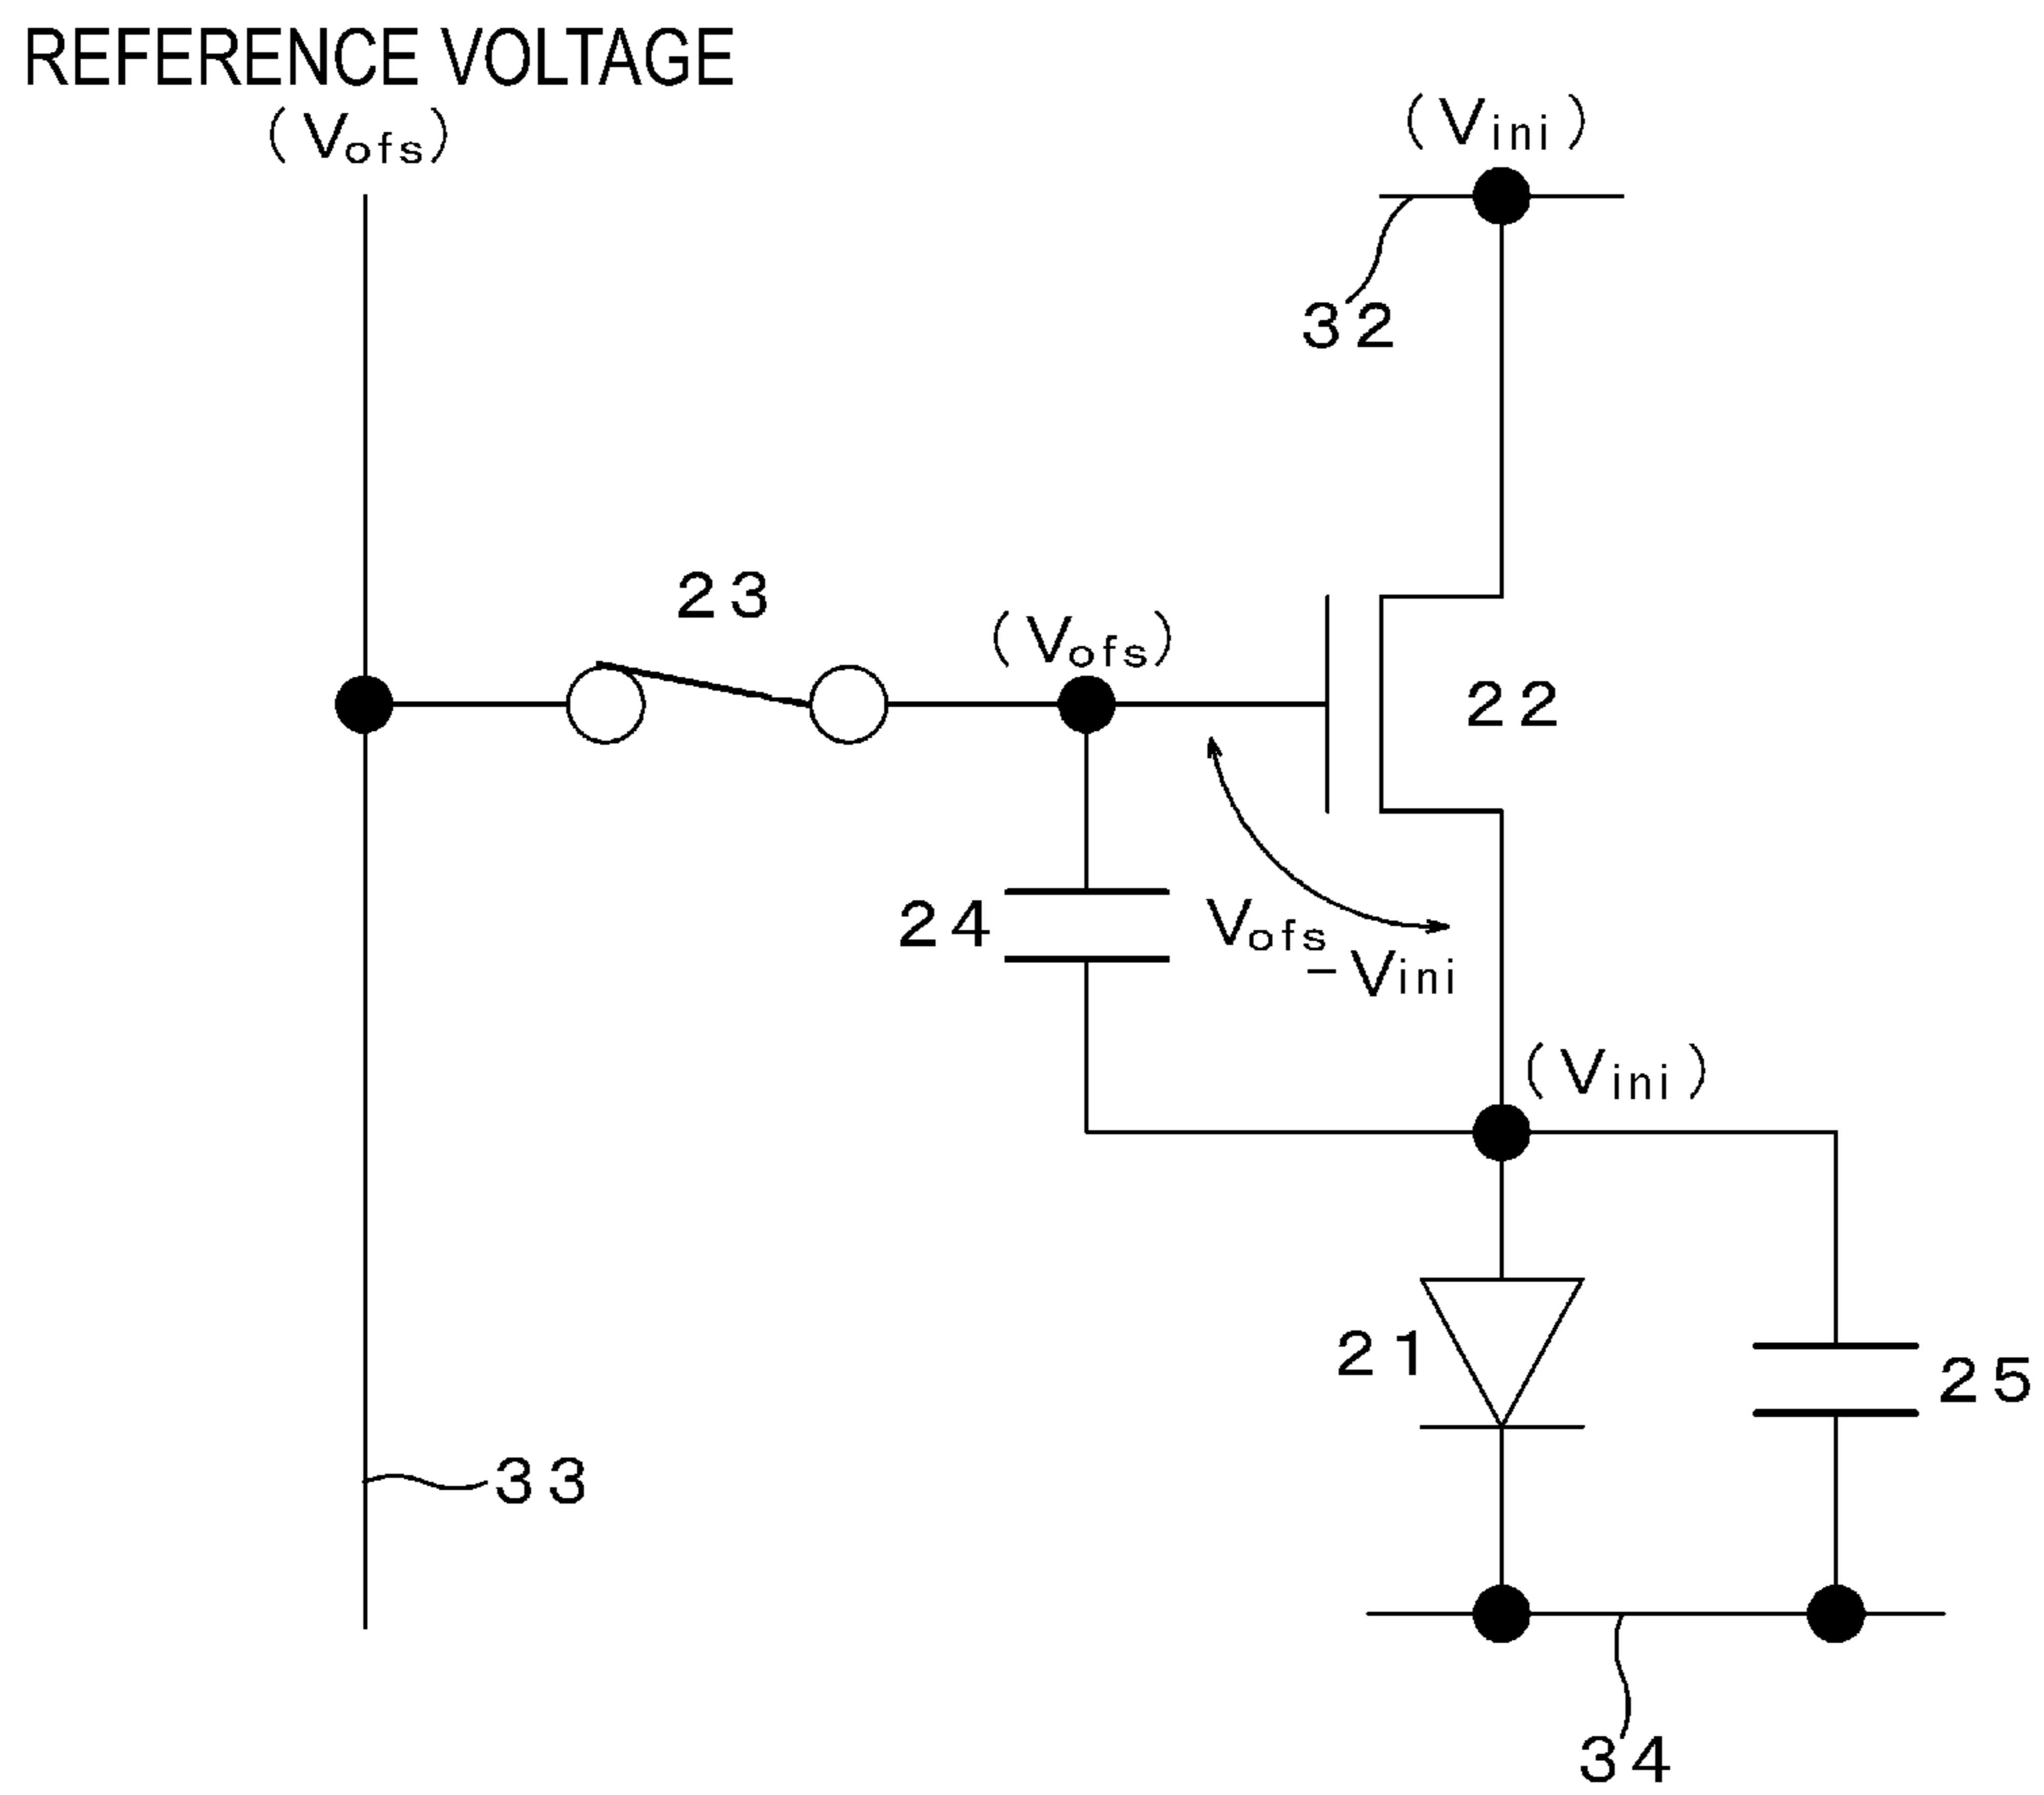 REFERENCE VOLTAGE
(Vofs)
(Vini)
32
23
(Vofs)
22
24
Vofs
−Vini
(Vini)
21
25
33
34